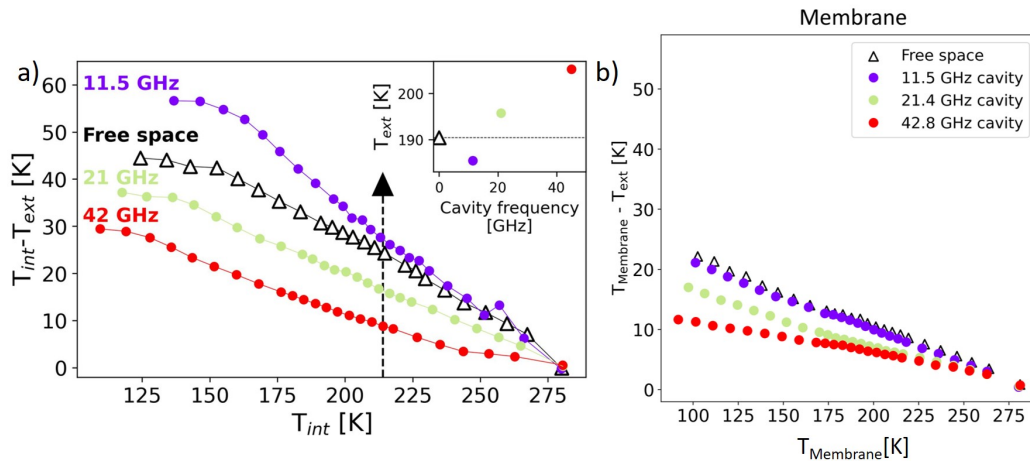 a)
11.5 GHz
Free space
21 GHz
42 GHz
T_int-T_ext [K]
60
50
40
30
20
10
0
125
150
175
200
225
250
275
T_int [K]
T_ext [K]
205
190
0
20
40
Cavity frequency
[GHz]
b)
Membrane
Free space
11.5 GHz cavity
21.4 GHz cavity
42.8 GHz cavity
T_Membrane - T_ext [K]
50
40
30
20
10
0
100
125
150
175
200
225
250
275
T_Membrane[K]